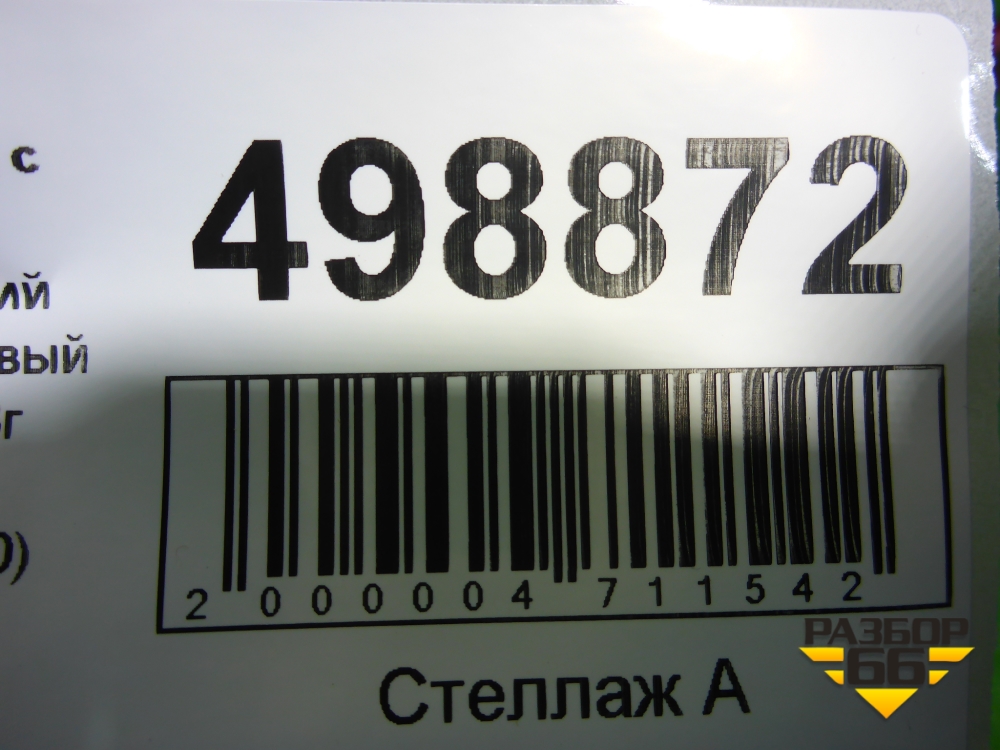 с
498872
ий
вый
г
0)
2 000004 711542
Стеллаж А
РАЗБОР
66